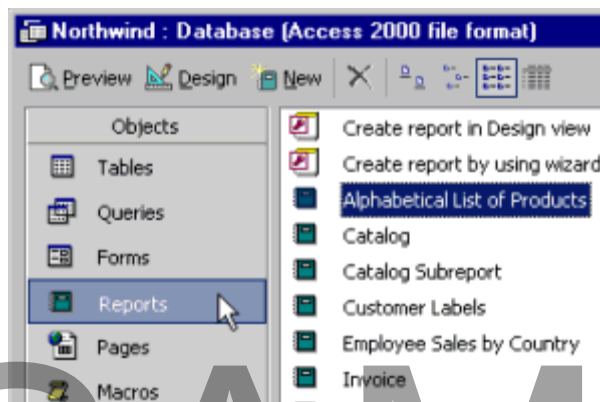 Northwind : Database (Access 2000 file format)
Preview Design New
Objects
Tables
Queries
Forms
Reports
Pages
Macros
Create report in Design view
Create report by using wizard
Alphabetical List of Products
Catalog
Catalog Subreport
Customer Labels
Employee Sales by Country
Invoice